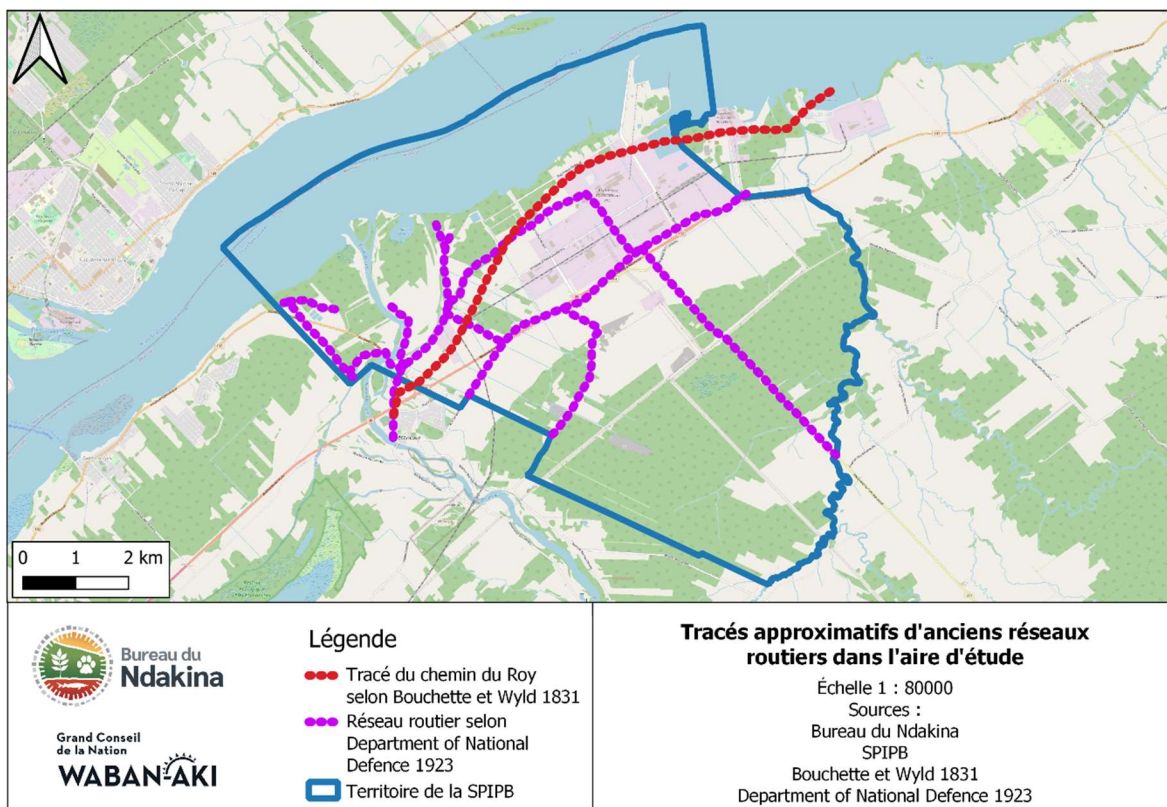 0 1 2 km
Bureau du
Ndakina
Grand Conseil
de la Nation
WABAN-AKI
Légende
Tracé du chemin du Roy
selon Bouchette et Wyld 1831
Réseau routier selon
Department of National
Defence 1923
Territoire de la SPIPB
Tracés approximatifs d'anciens réseaux
routiers dans l'aire d'étude
Échelle 1 : 80000
Sources :
Bureau du Ndakina
SPIPB
Bouchette et Wyld 1831
Department of National Defence 1923